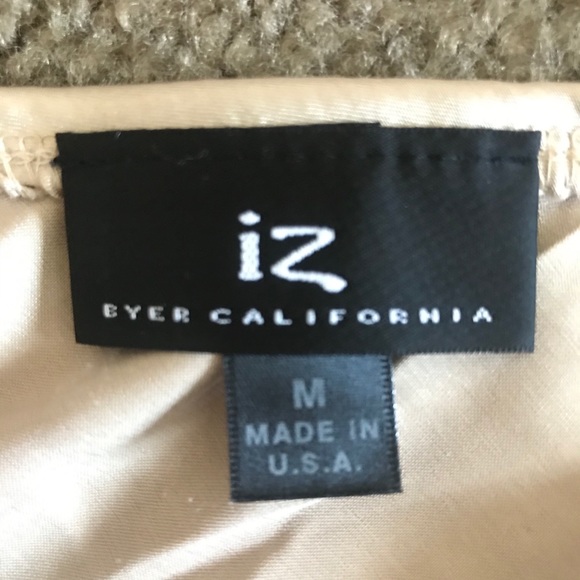 iz
BYER CALIFORNIA
M
MADE IN
U.S.A.